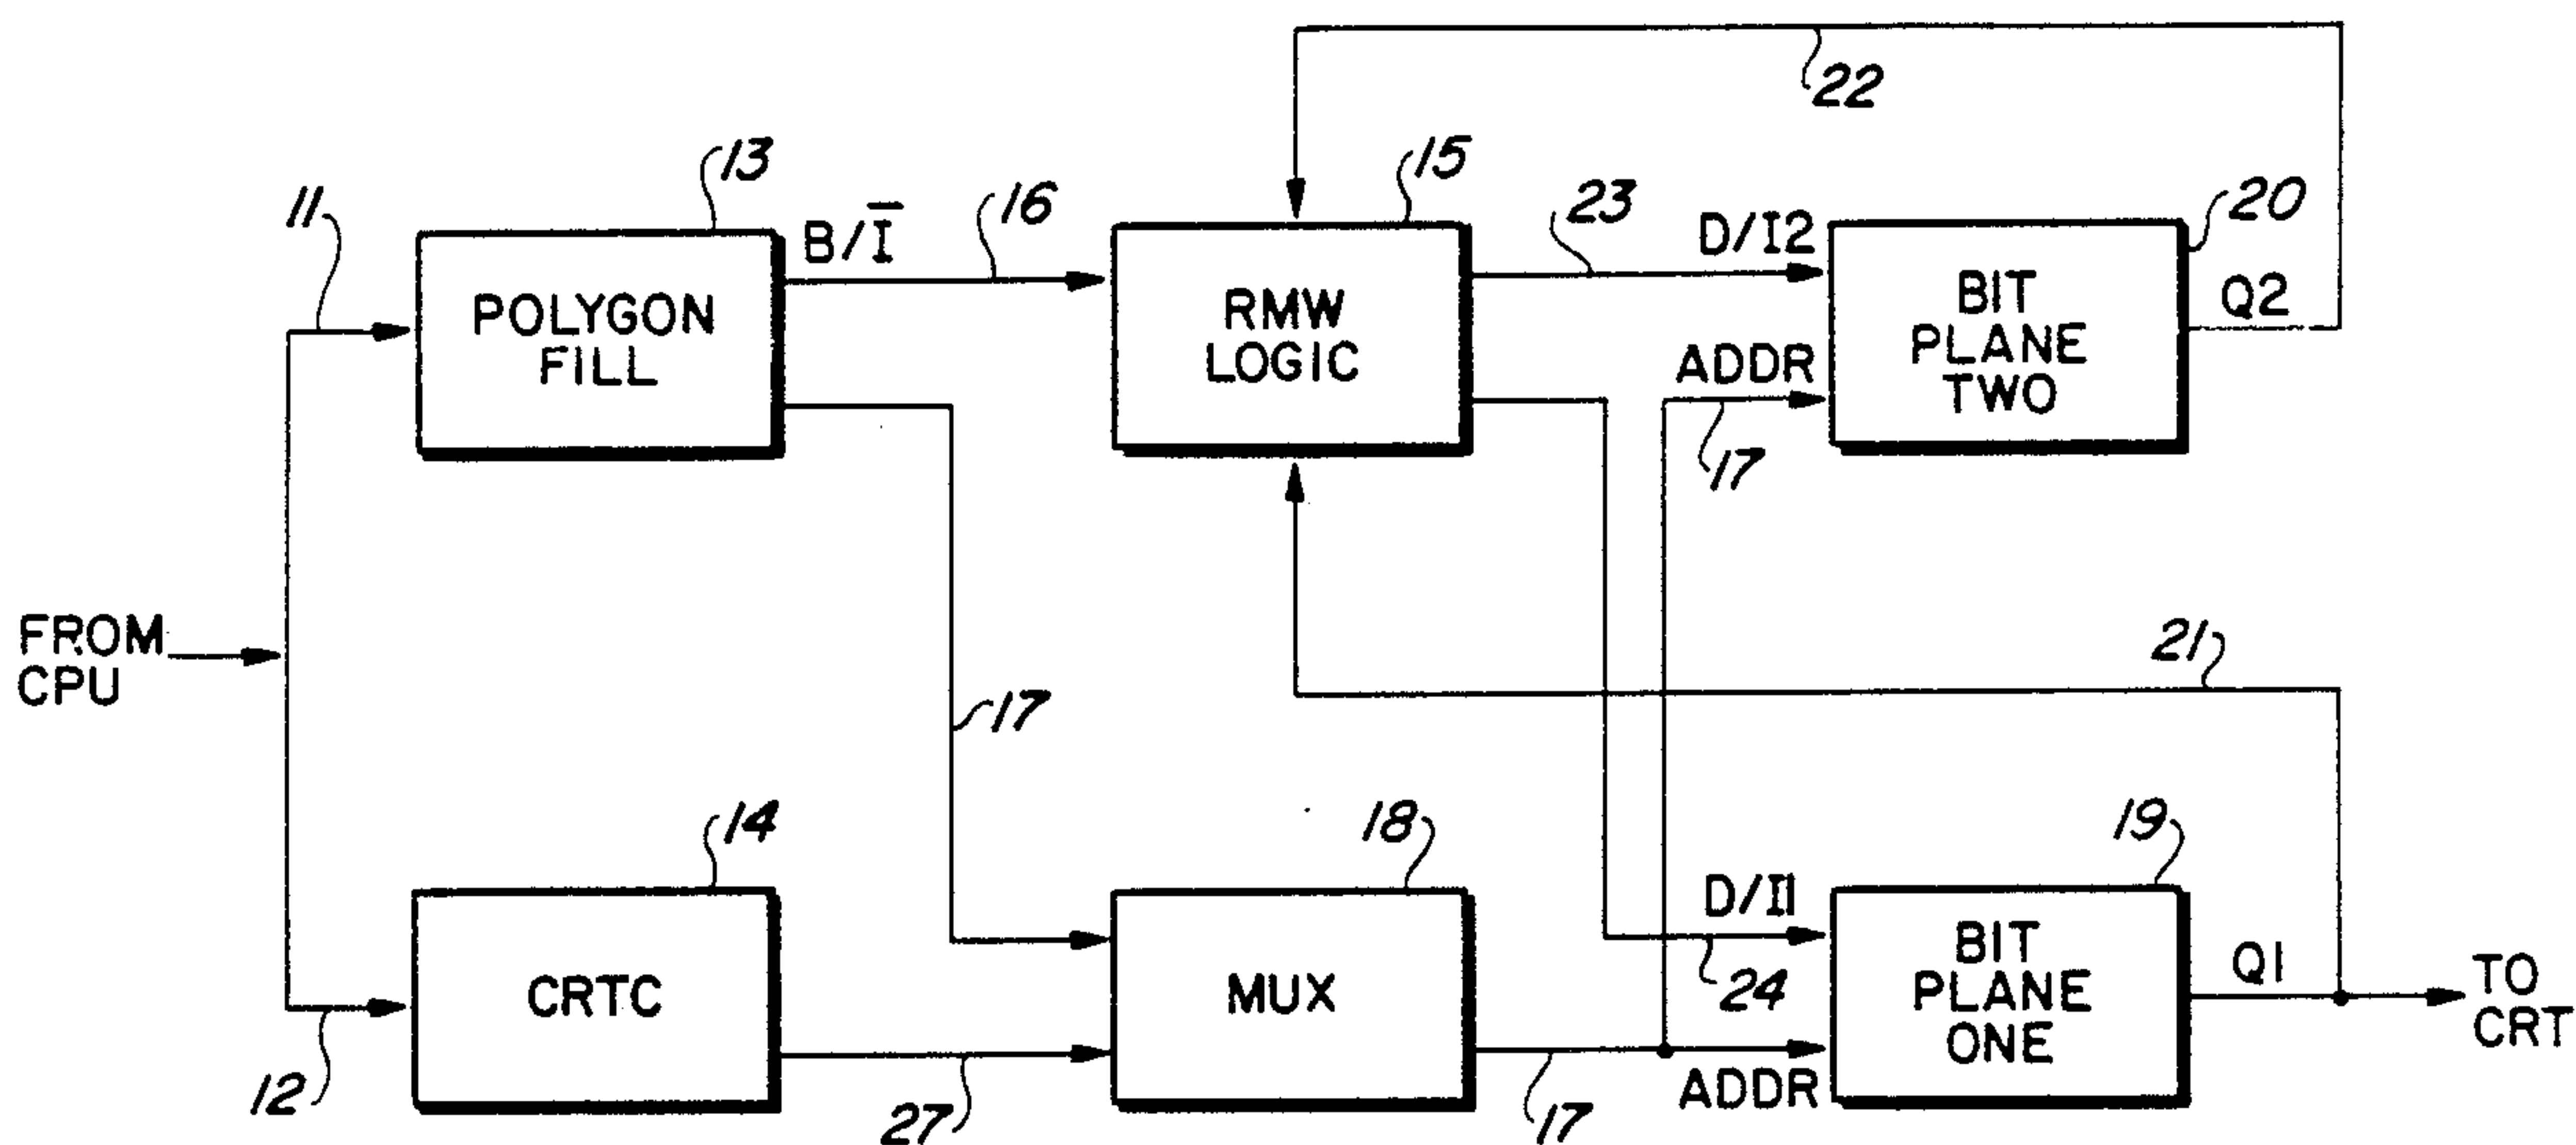 22
13
15
11
B/I̅
16
23
D/I2
20
POLYGON
FILL
RMW
LOGIC
BIT
PLANE
TWO
Q2
ADDR
17
FROM
CPU
17
21
14
18
19
D/I1
CRTC
MUX
BIT
PLANE
ONE
Q1
TO
CRT
24
12
27
17
ADDR